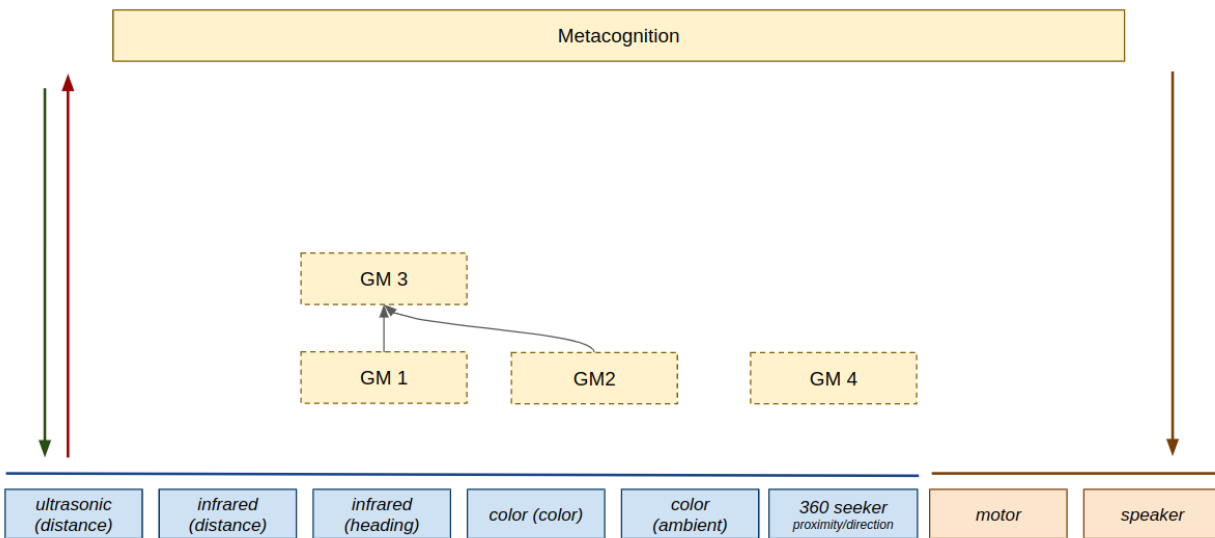 Metacognition
GM 3
GM 1
GM2
GM 4
ultrasonic
(distance)
infrared
(distance)
infrared
(heading)
color (color)
color
(ambient)
360 seeker
proximity/direction
motor
speaker